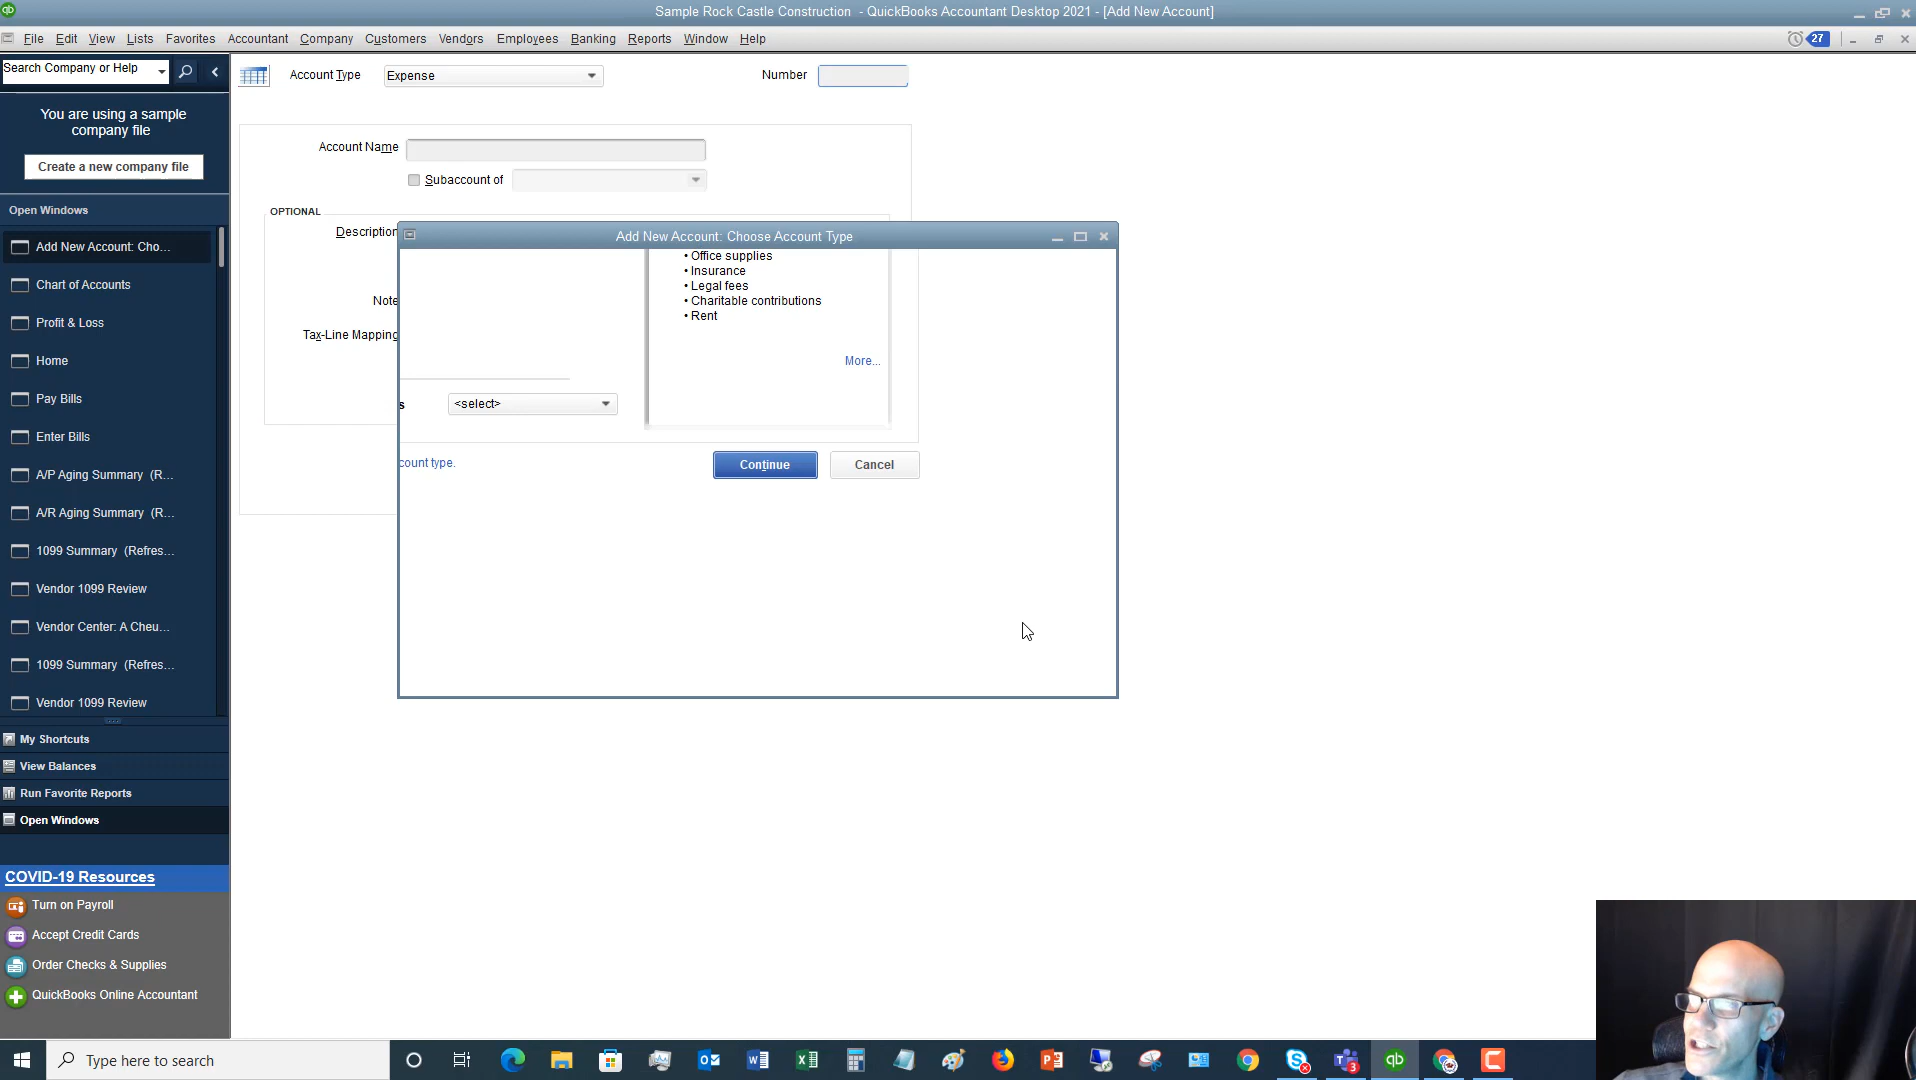 Sample Rock Castle Construction - QuickBooks Accountant Desktop 2021 - [Add New Account]
File Edit View Lists Favorites Accountant Company Customers Vendors Employees Banking Reports Window Help
27
Search Company or Help
You are using a sample
company file
Create a new company file
Open Windows
Add New Account: Cho...
Chart of Accounts
Profit & Loss
Home
Pay Bills
Enter Bills
A/P Aging Summary (R...
A/R Aging Summary (R...
1099 Summary (Refres...
Vendor 1099 Review
Vendor Center: A Cheu...
1099 Summary (Refres...
Vendor 1099 Review
My Shortcuts
View Balances
Run Favorite Reports
Open Windows
COVID-19 Resources
Turn on Payroll
Accept Credit Cards
Order Checks & Supplies
QuickBooks Online Accountant
Account Type Expense Number
Account Name
Subaccount of
OPTIONAL
Description
Note
Tax-Line Mapping
Add New Account: Choose Account Type
• Office supplies
• Insurance
• Legal fees
• Charitable contributions
• Rent
More...
s <select>
count type.
Continue Cancel
Type here to search
3